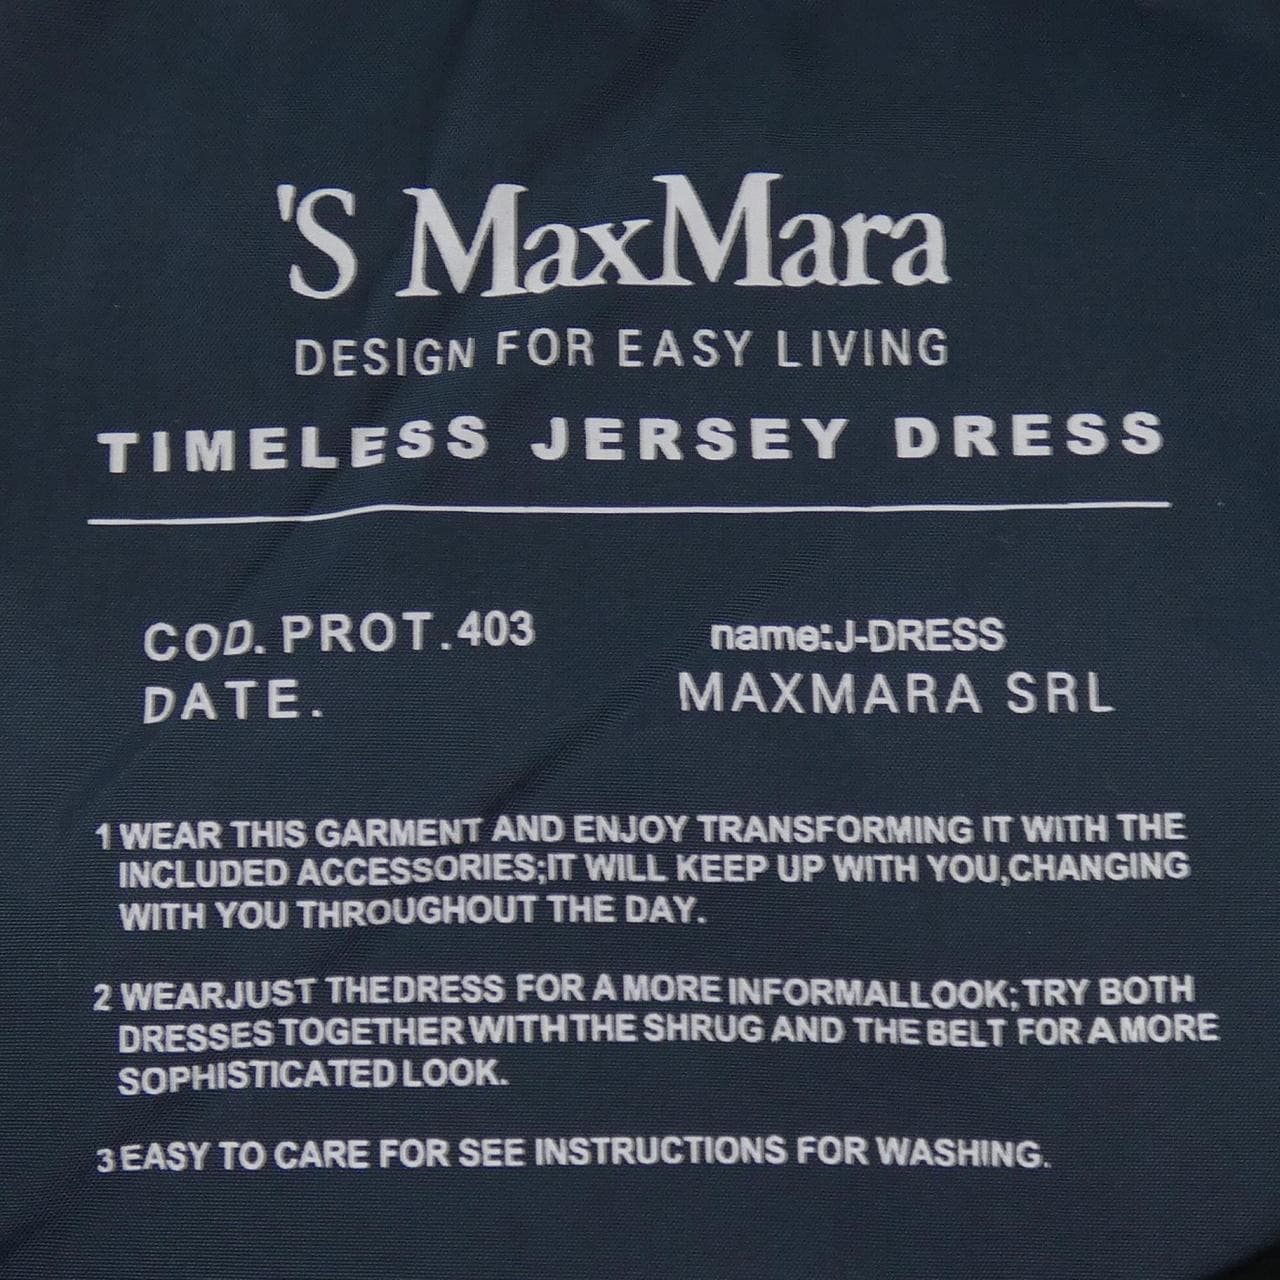 'S MaxMara
DESIGN FOR EASY LIVING
TIMELESS JERSEY DRESS
COD. PROT.403
name:J-DRESS
DATE.
MAXMARA SRL
1 WEAR THIS GARMENT AND ENJOY TRANSFORMING IT WITH THE
INCLUDED ACCESSORIES;IT WILL KEEP UP WITH YOU,CHANGING
WITH YOU THROUGHOUT THE DAY.
2 WEARJUST THEDRESS FOR A MORE INFORMALLOOK;TRY BOTH
DRESSES TOGETHERWITHTHE SHRUG AND THE BELT FOR A MORE
SOPHISTICATED LOOK.
3 EASY TO CARE FOR SEE INSTRUCTIONS FOR WASHING.